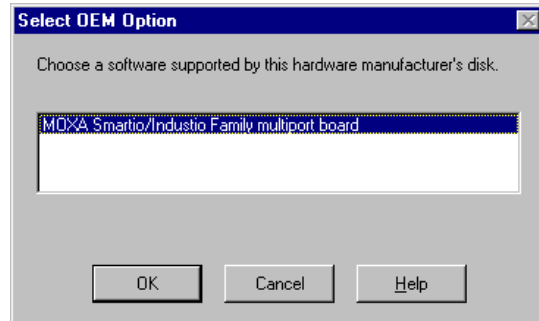 Select OEM Option
Choose a software supported by this hardware manufacturer's disk.
MOXA Smartio/Industio Family multiport board
OK Cancel Help